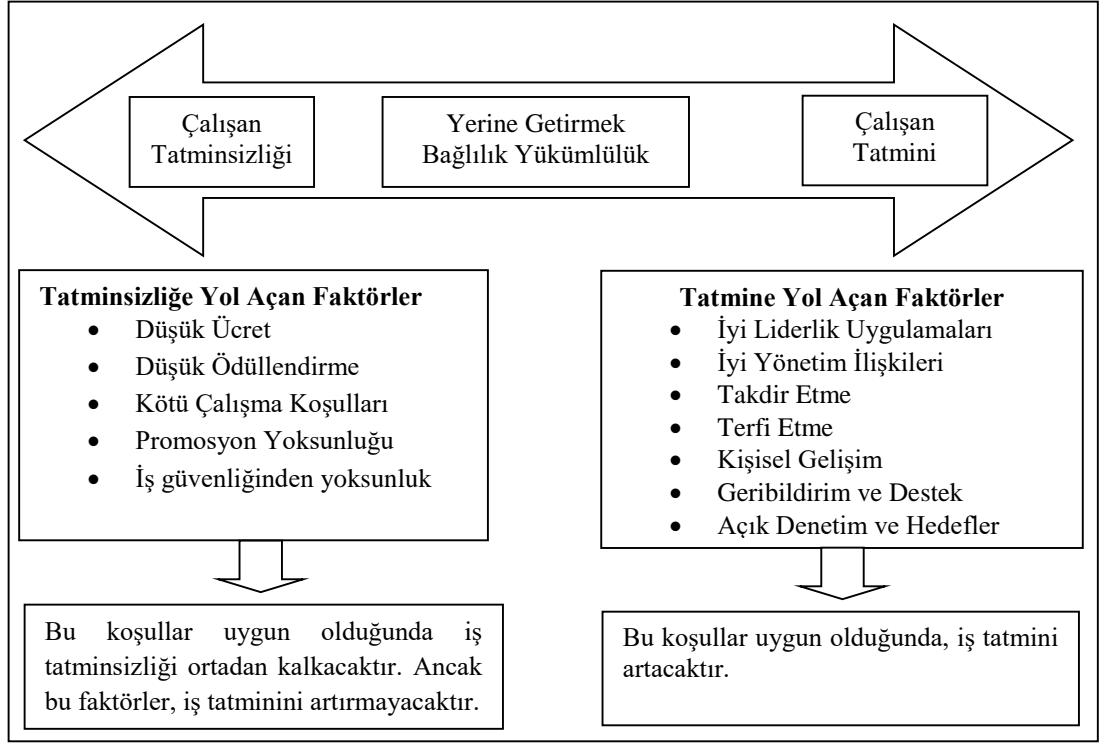 Çalışan
Tatminsizliği
Yerine Getirmek
Bağlılık Yükümlülük
Çalışan
Tatmini
Tatminsizliğe Yol Açan Faktörler
• Düşük Ücret
• Düşük Ödüllendirme
• Kötü Çalışma Koşulları
• Promosyon Yoksunluğu
• İş güvenliğinden yoksunluk
Tatmine Yol Açan Faktörler
• İyi Liderlik Uygulamaları
• İyi Yönetim İlişkileri
• Takdir Etme
• Terfi Etme
• Kişisel Gelişim
• Geribildirim ve Destek
• Açık Denetim ve Hedefler
Bu koşullar uygun olduğunda iş
tatminsizliği ortadan kalkacaktır. Ancak
bu faktörler, iş tatminini artırmayacaktır.
Bu koşullar uygun olduğunda, iş tatmini
artacaktır.